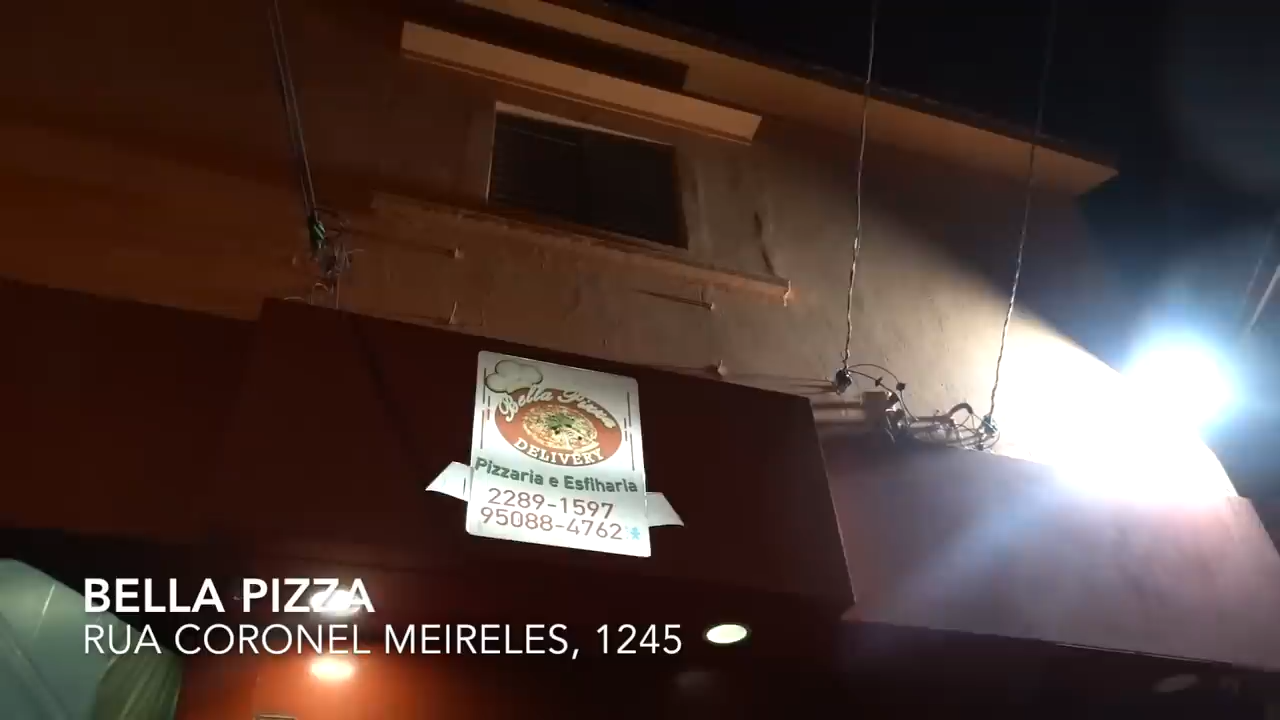 Bella Pizza
DELIVERY
Pizzaria e Esfiharia
2289-1597
95088-4762
BELLA PIZZA
RUA CORONEL MEIRELES, 1245